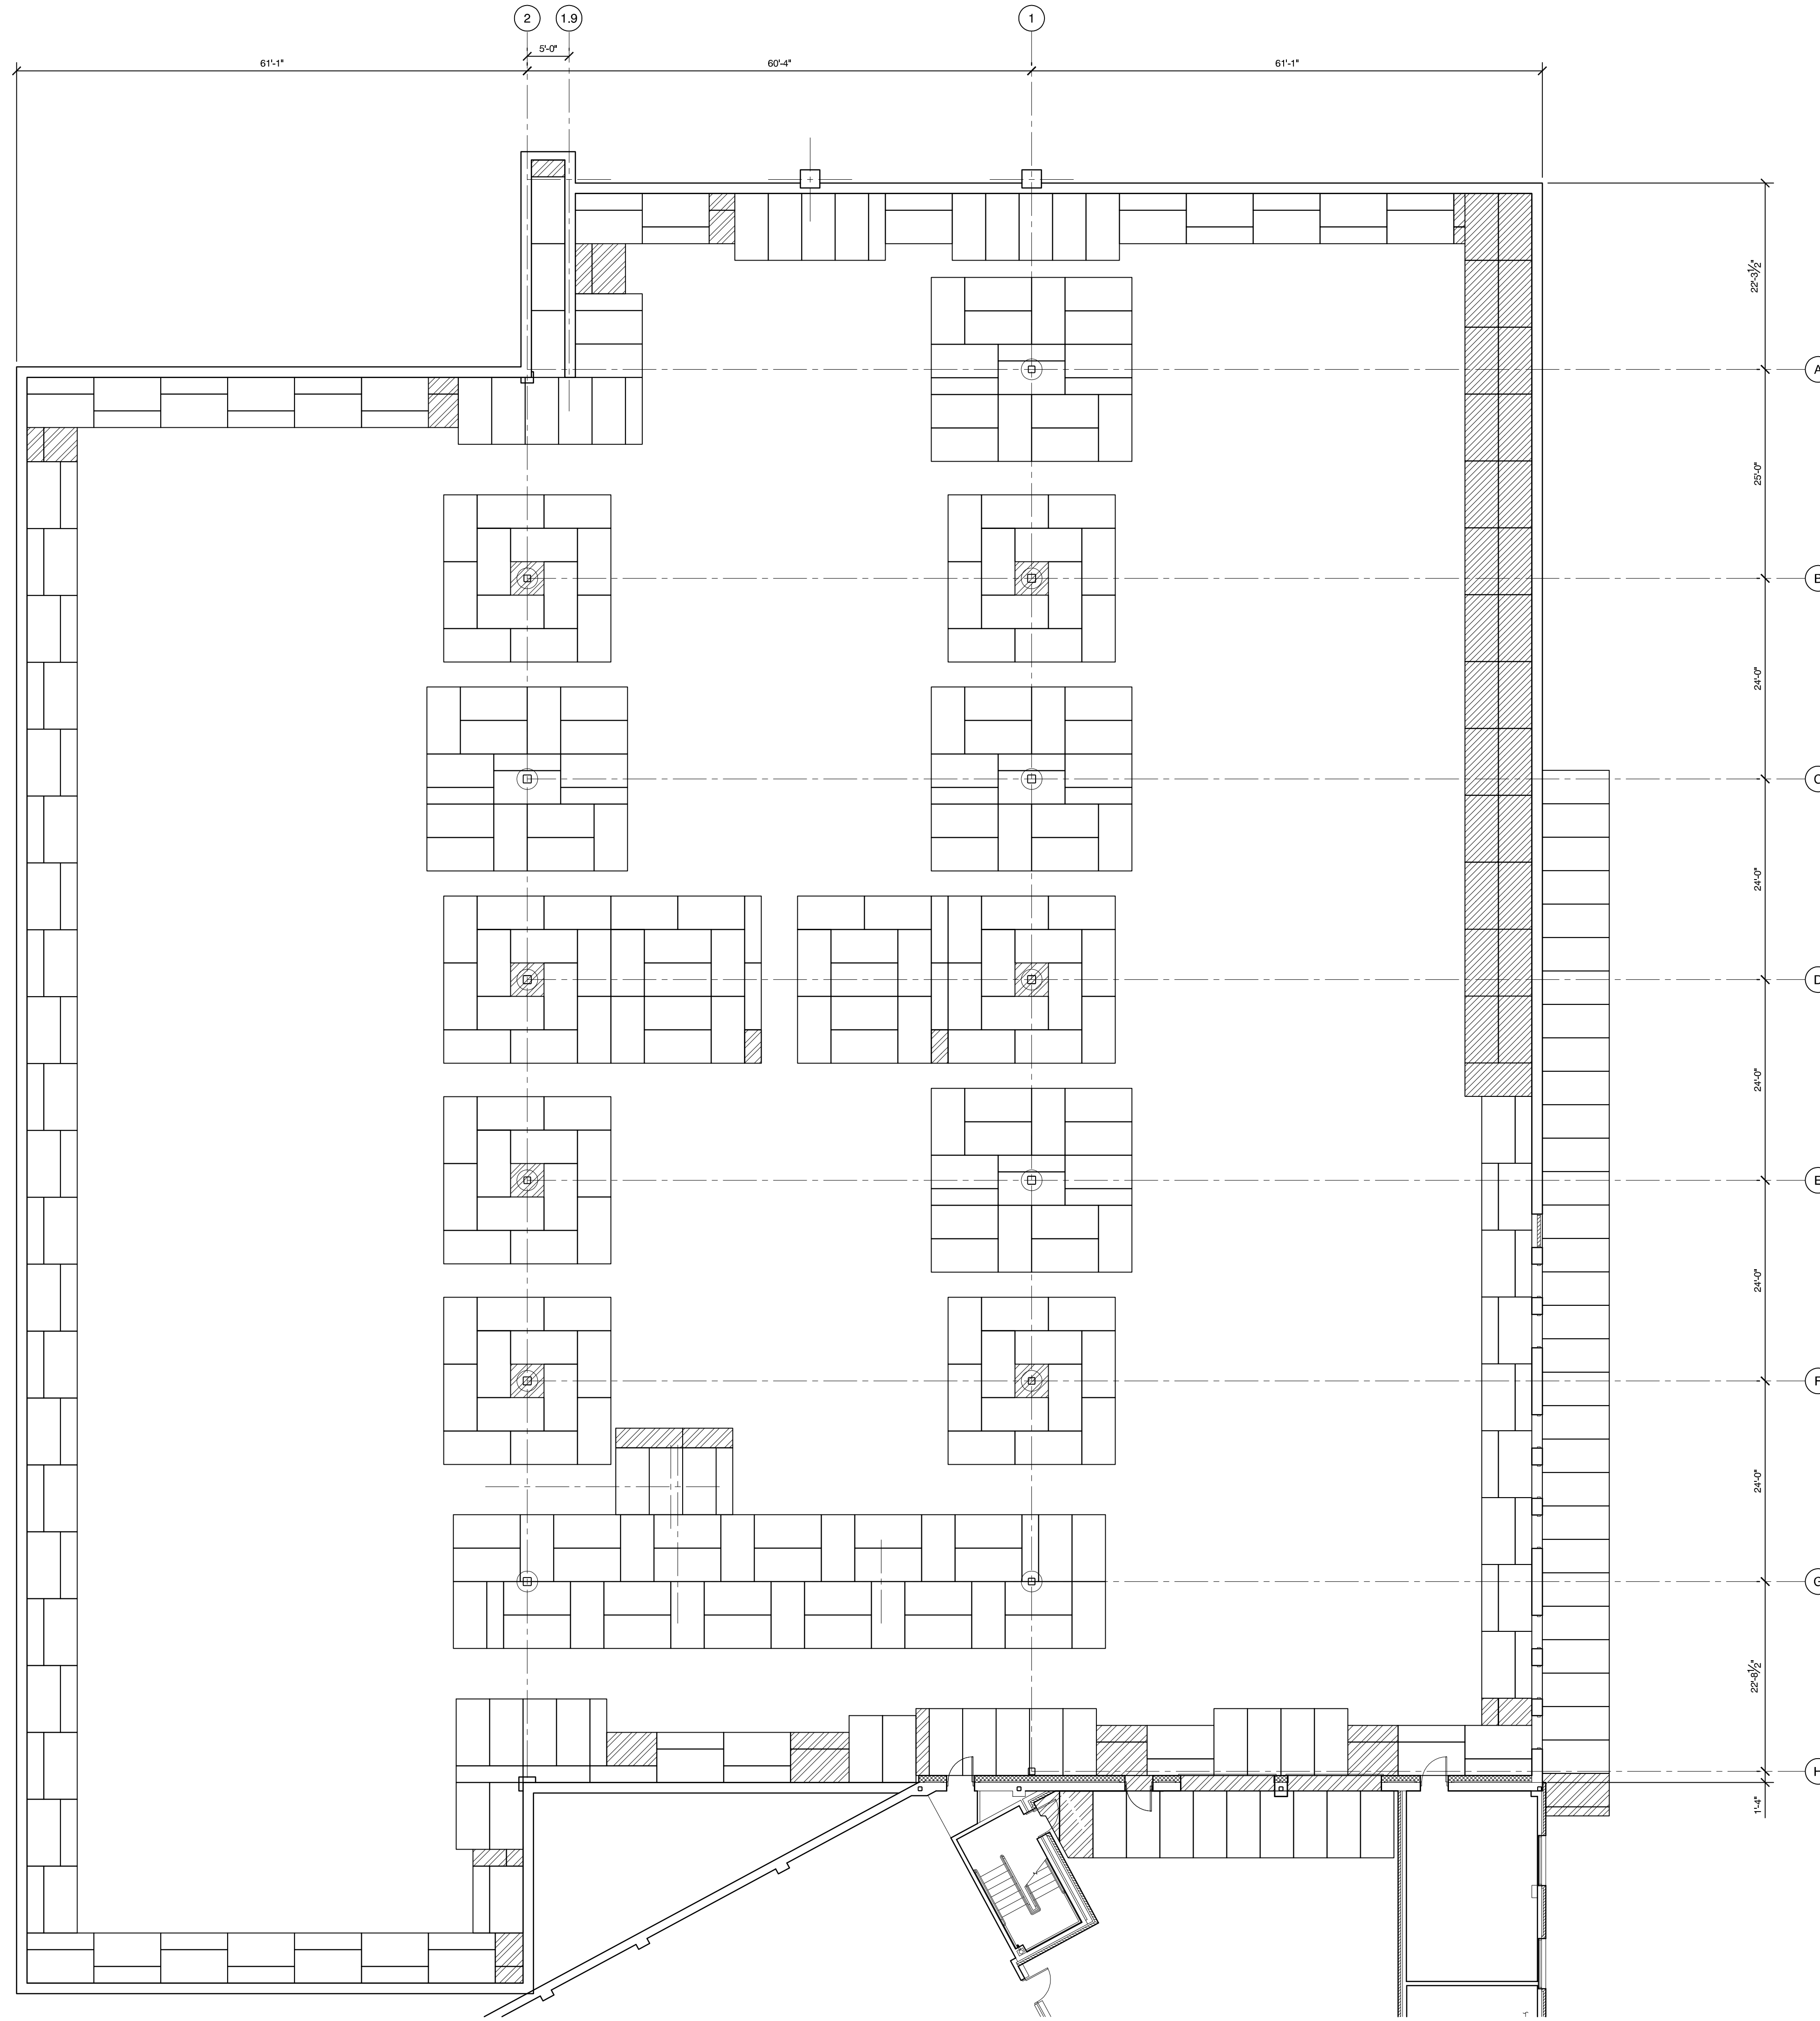 2 1.9 1
5'-0"
61'-1" 60'-4" 61'-1"
22'-3½"
A
25'-0"
B
24'-0"
C
24'-0"
D
24'-0"
E
24'-0"
F
24'-0"
G
22'-8½"
H
1'-4"